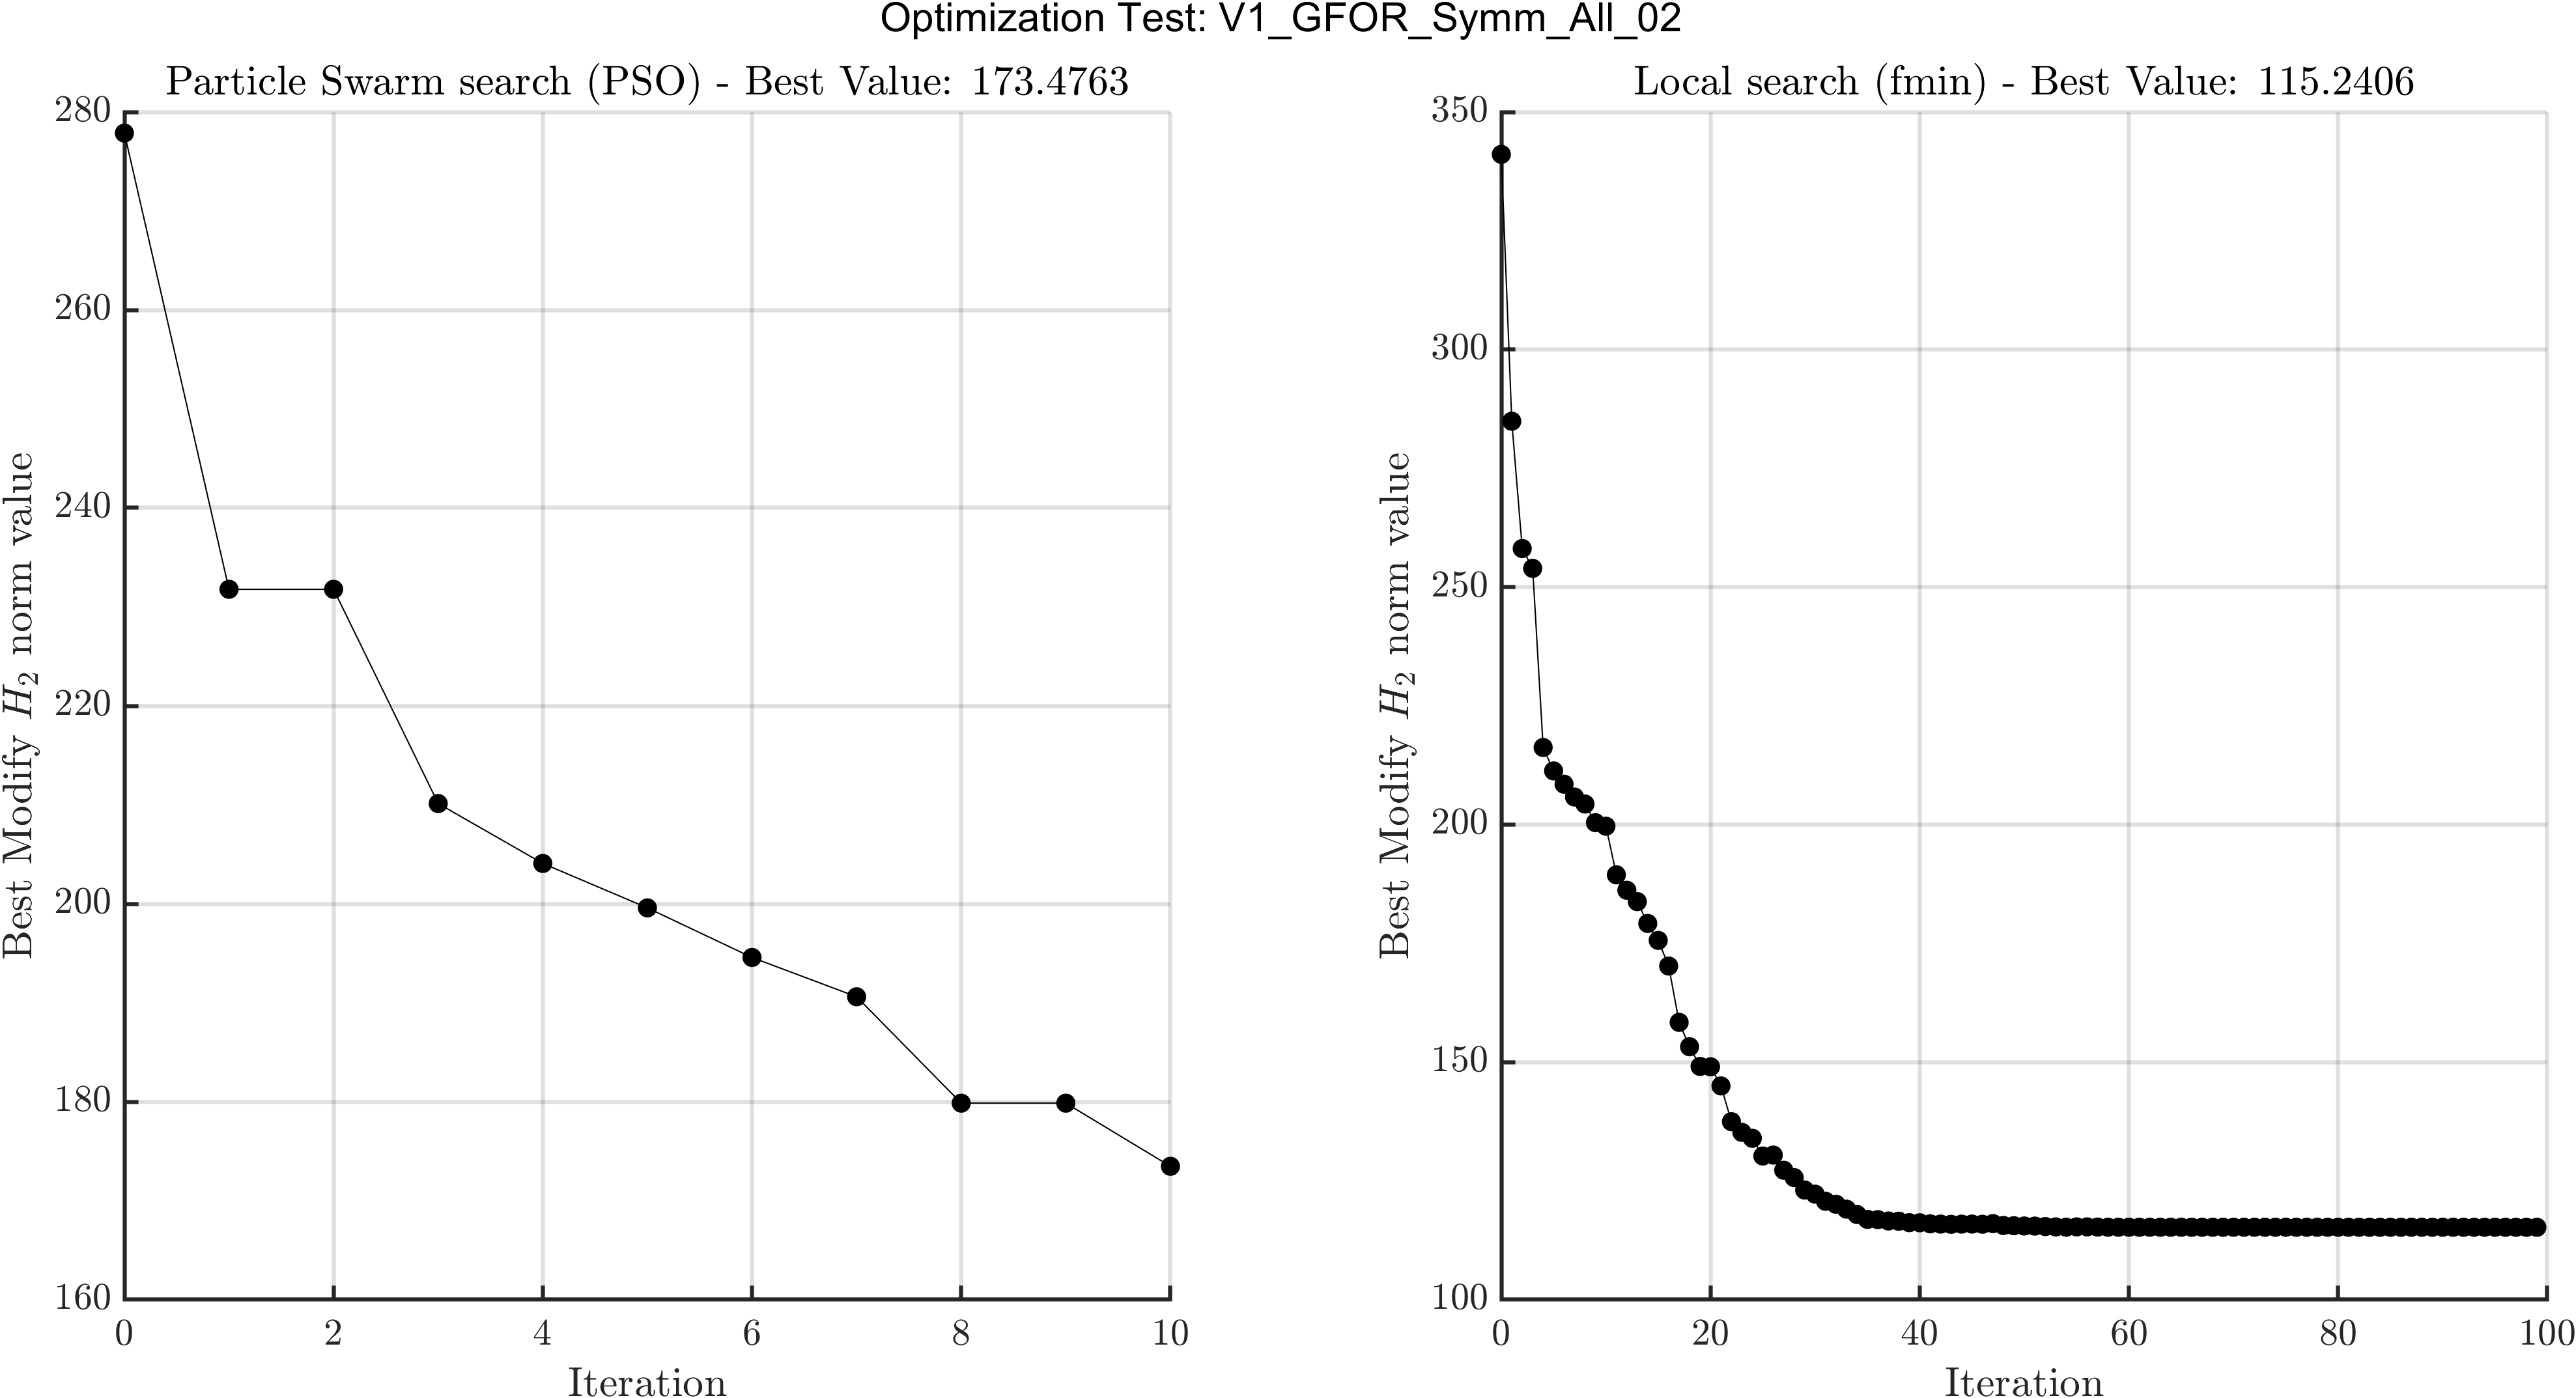 Optimization Test: V1_GFOR_Symm_All_02
Particle Swarm search (PSO) - Best Value: 173.4763
280
260
240
220
200
180
160
0 2 4 6 8 10
Iteration
Best Modify H₂ norm value
Local search (fmin) - Best Value: 115.2406
350
300
250
200
150
100
0 20 40 60 80 100
Iteration
Best Modify H₂ norm value